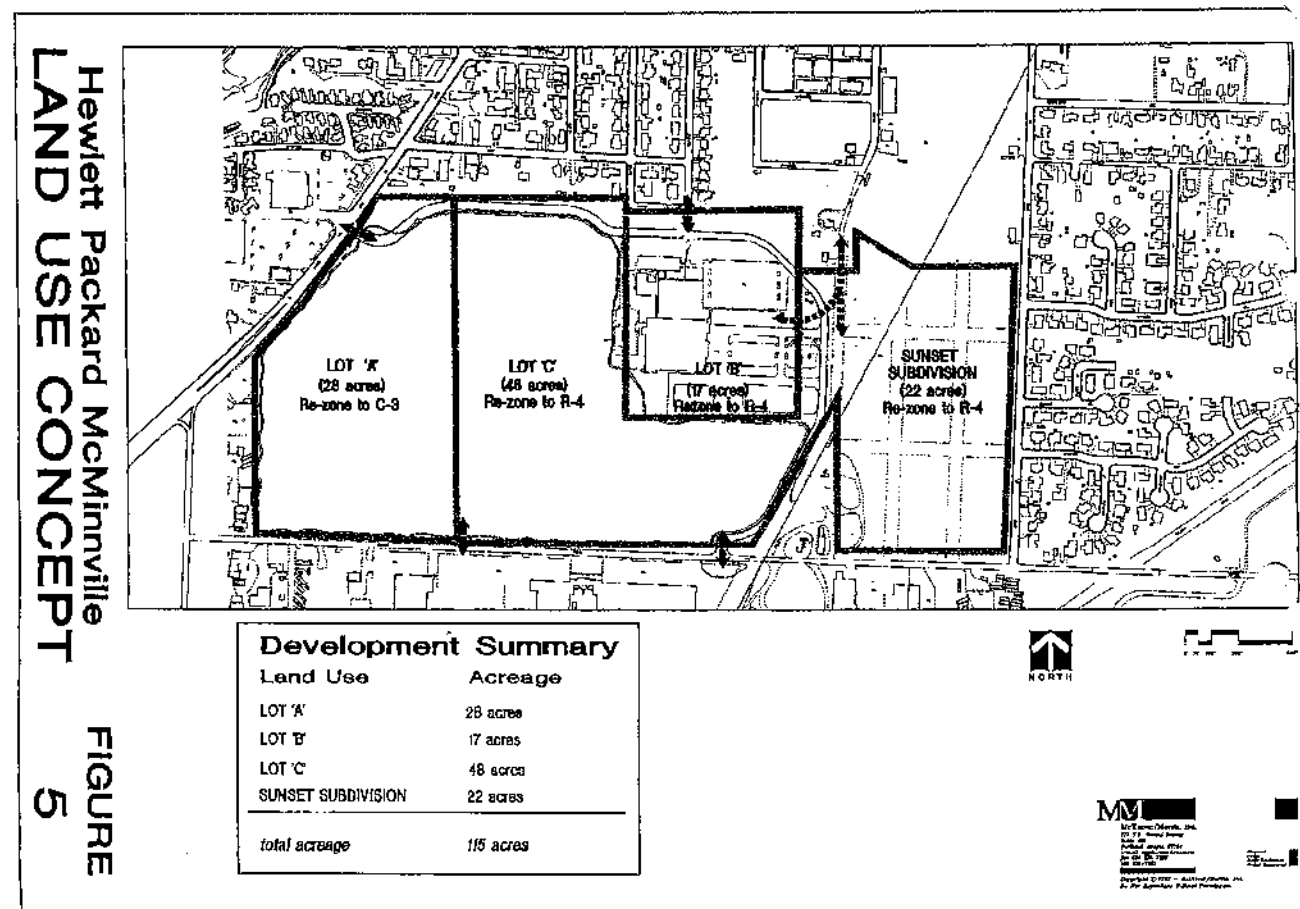 Hewlett Packard McMinnville
LAND USE CONCEPT
FIGURE
5
LOT 'A'
(28 acres)
Re-zone to C-3
LOT 'C'
(48 acres)
Re-zone to R-4
LOT 'B'
(17 acres)
Re-zone to R-4
SUNSET
SUBDIVISION
(22 acres)
Re-zone to R-4
Development Summary
Land Use Acreage
LOT 'A' 28 acres
LOT 'B' 17 acres
LOT 'C' 48 acres
SUNSET SUBDIVISION 22 acres
total acreage 115 acres
NORTH
MM